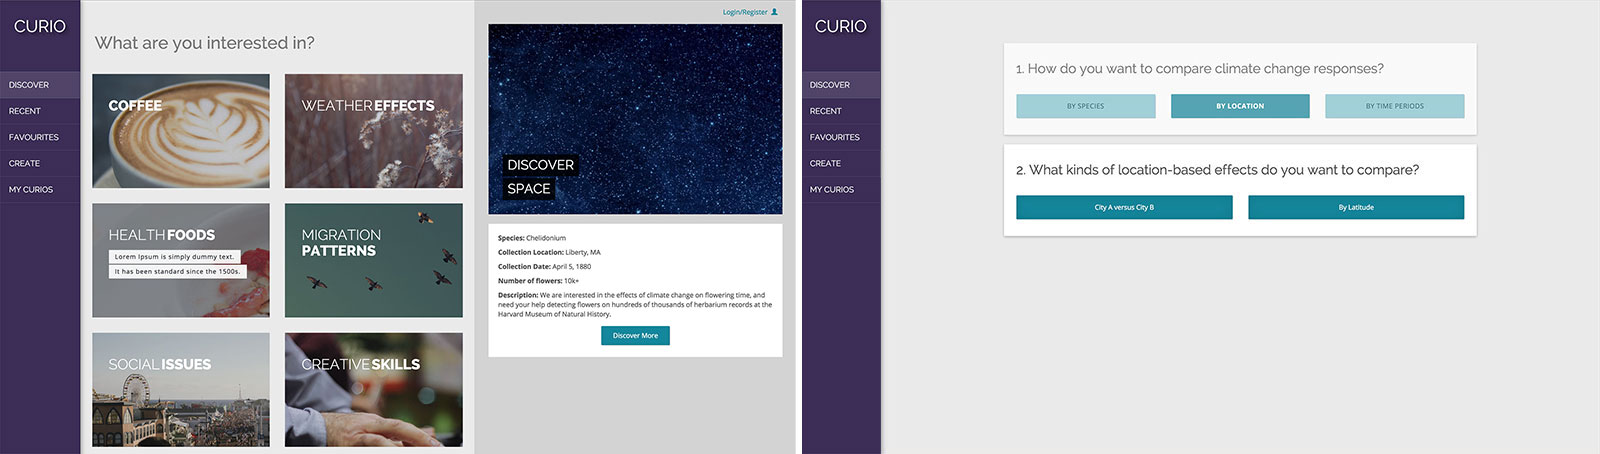 CURIO
DISCOVER
RECENT
FAVOURITES
CREATE
MY CURIOS
What are you interested in?
COFFEE
WEATHER EFFECTS
HEALTH FOODS
Lorem Ipsum is simply dummy text.
It has been standard since the 1500s.
MIGRATION
PATTERNS
SOCIAL ISSUES
CREATIVE SKILLS
Login/Register
DISCOVER
SPACE
Species: Chelidonium
Collection Location: Liberty, MA
Collection Date: April 5, 1880
Number of flowers: 10k+
Description: We are interested in the effects of climate change on flowering time, and
need your help detecting flowers on hundreds of thousands of herbarium records at the
Harvard Museum of Natural History.
Discover More
CURIO
DISCOVER
RECENT
FAVOURITES
CREATE
MY CURIOS
1. How do you want to compare climate change responses?
BY SPECIES
BY LOCATION
BY TIME PERIODS
2. What kinds of location-based effects do you want to compare?
City A versus City B
By Latitude